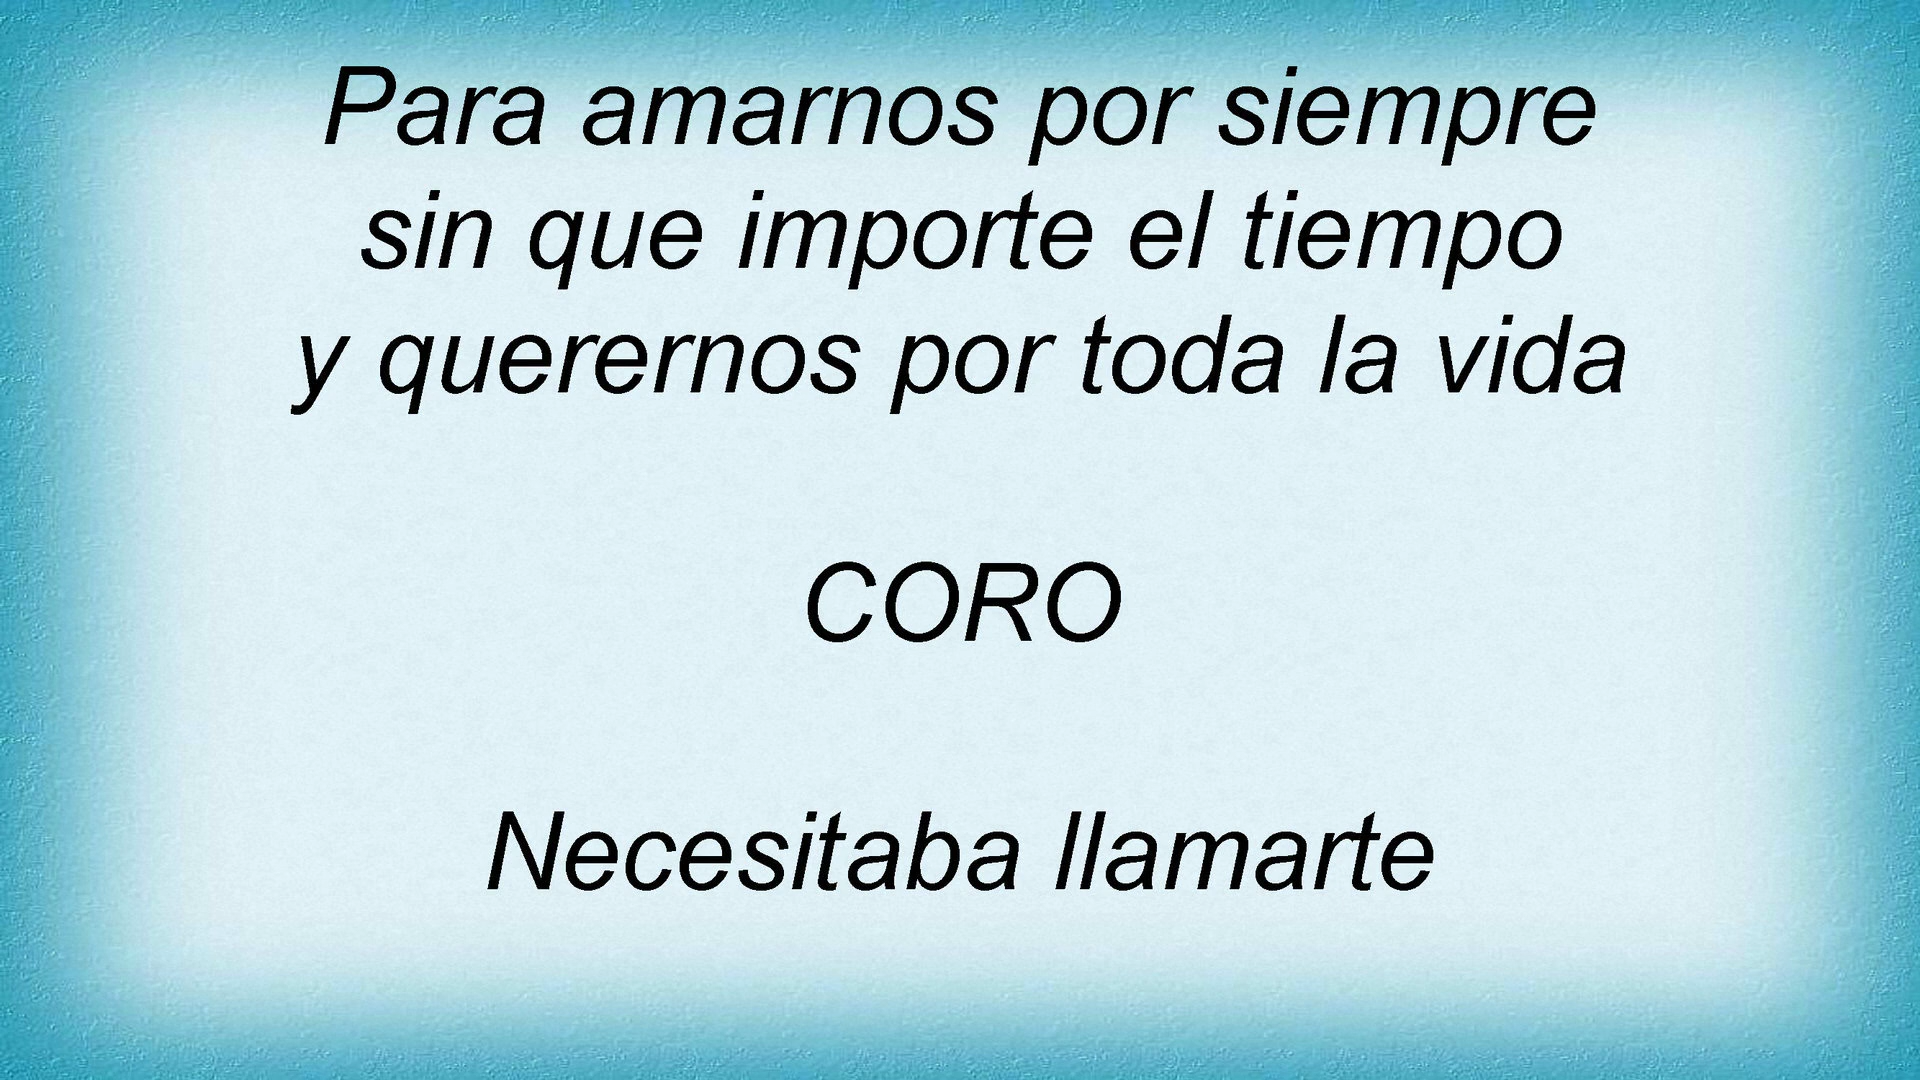 Para amarnos por siempre
sin que importe el tiempo
y querernos por toda la vida
CORO
Necesitaba llamarte